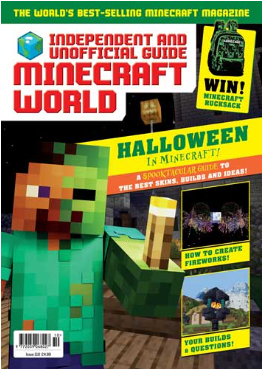 THE WORLD'S BEST-SELLING MINECRAFT MAGAZINE
INDEPENDENT AND
UNOFFICIAL GUIDE
MINECRAFT
WORLD
WIN!
MINECRAFT
RUCKSACK
HALLOWEEN
IN MINECRAFT!
A SPOOKTACULAR GUIDE TO
THE BEST SKINS, BUILDS AND IDEAS!
HOW TO CREATE
FIREWORKS!
YOUR BUILDS
& QUESTIONS!